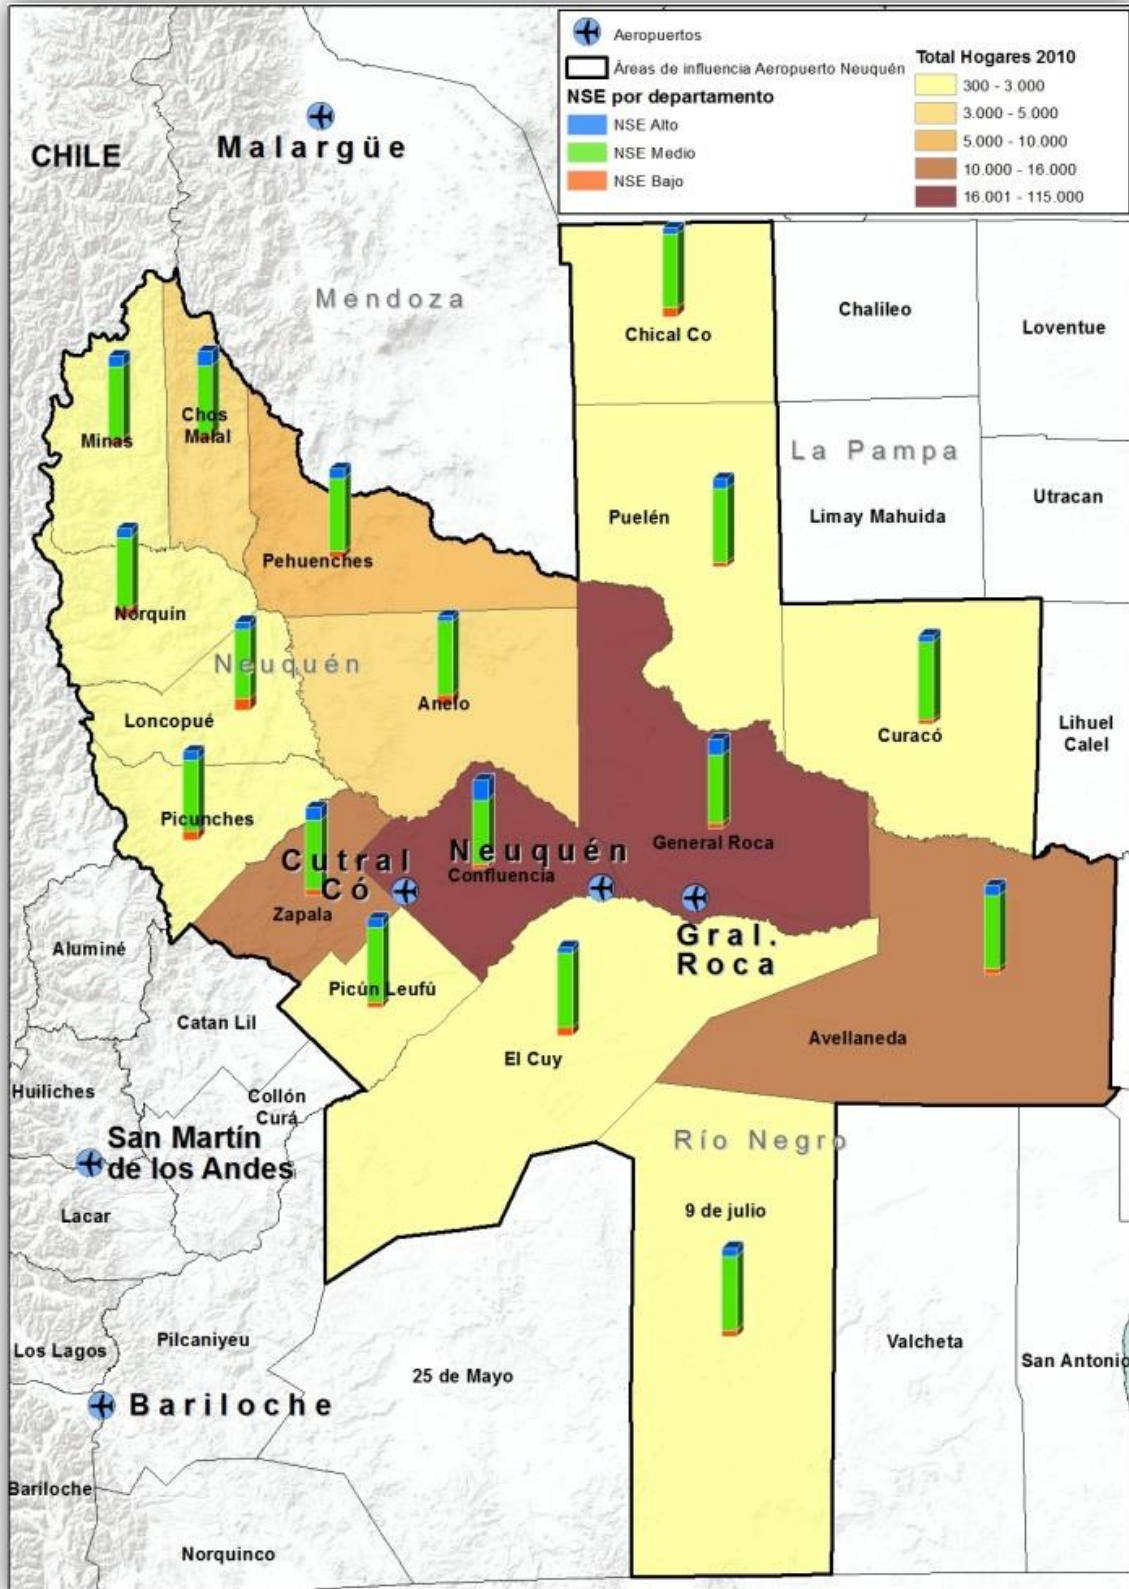 Aeropuertos
Áreas de influencia Aeropuerto Neuquén
NSE por departamento
NSE Alto
NSE Medio
NSE Bajo
Total Hogares 2010
300 - 3.000
3.000 - 5.000
5.000 - 10.000
10.000 - 16.000
16.001 - 115.000
CHILE
Malargüe
Mendoza
Chical Co
Chalileo
Loventue
Minas
Chos
Malal
La Pampa
Puelén
Limay Mahuida
Utracan
Pehuenches
Norquín
Neuquén
Loncopué
Anelo
Curacó
Lihuel
Calel
Picunches
Cutral
Có
Neuquén
Confluencia
General Roca
Zapala
Gral.
Roca
Aluminé
Picún Leufú
Catan Lil
El Cuy
Avellaneda
Huiliches
Collón
Curá
San Martín
de los Andes
Río Negro
Lacar
9 de julio
Los Lagos
Pilcaniyeu
25 de Mayo
Valcheta
San Antonio
Bariloche
Bariloche
Norquinco